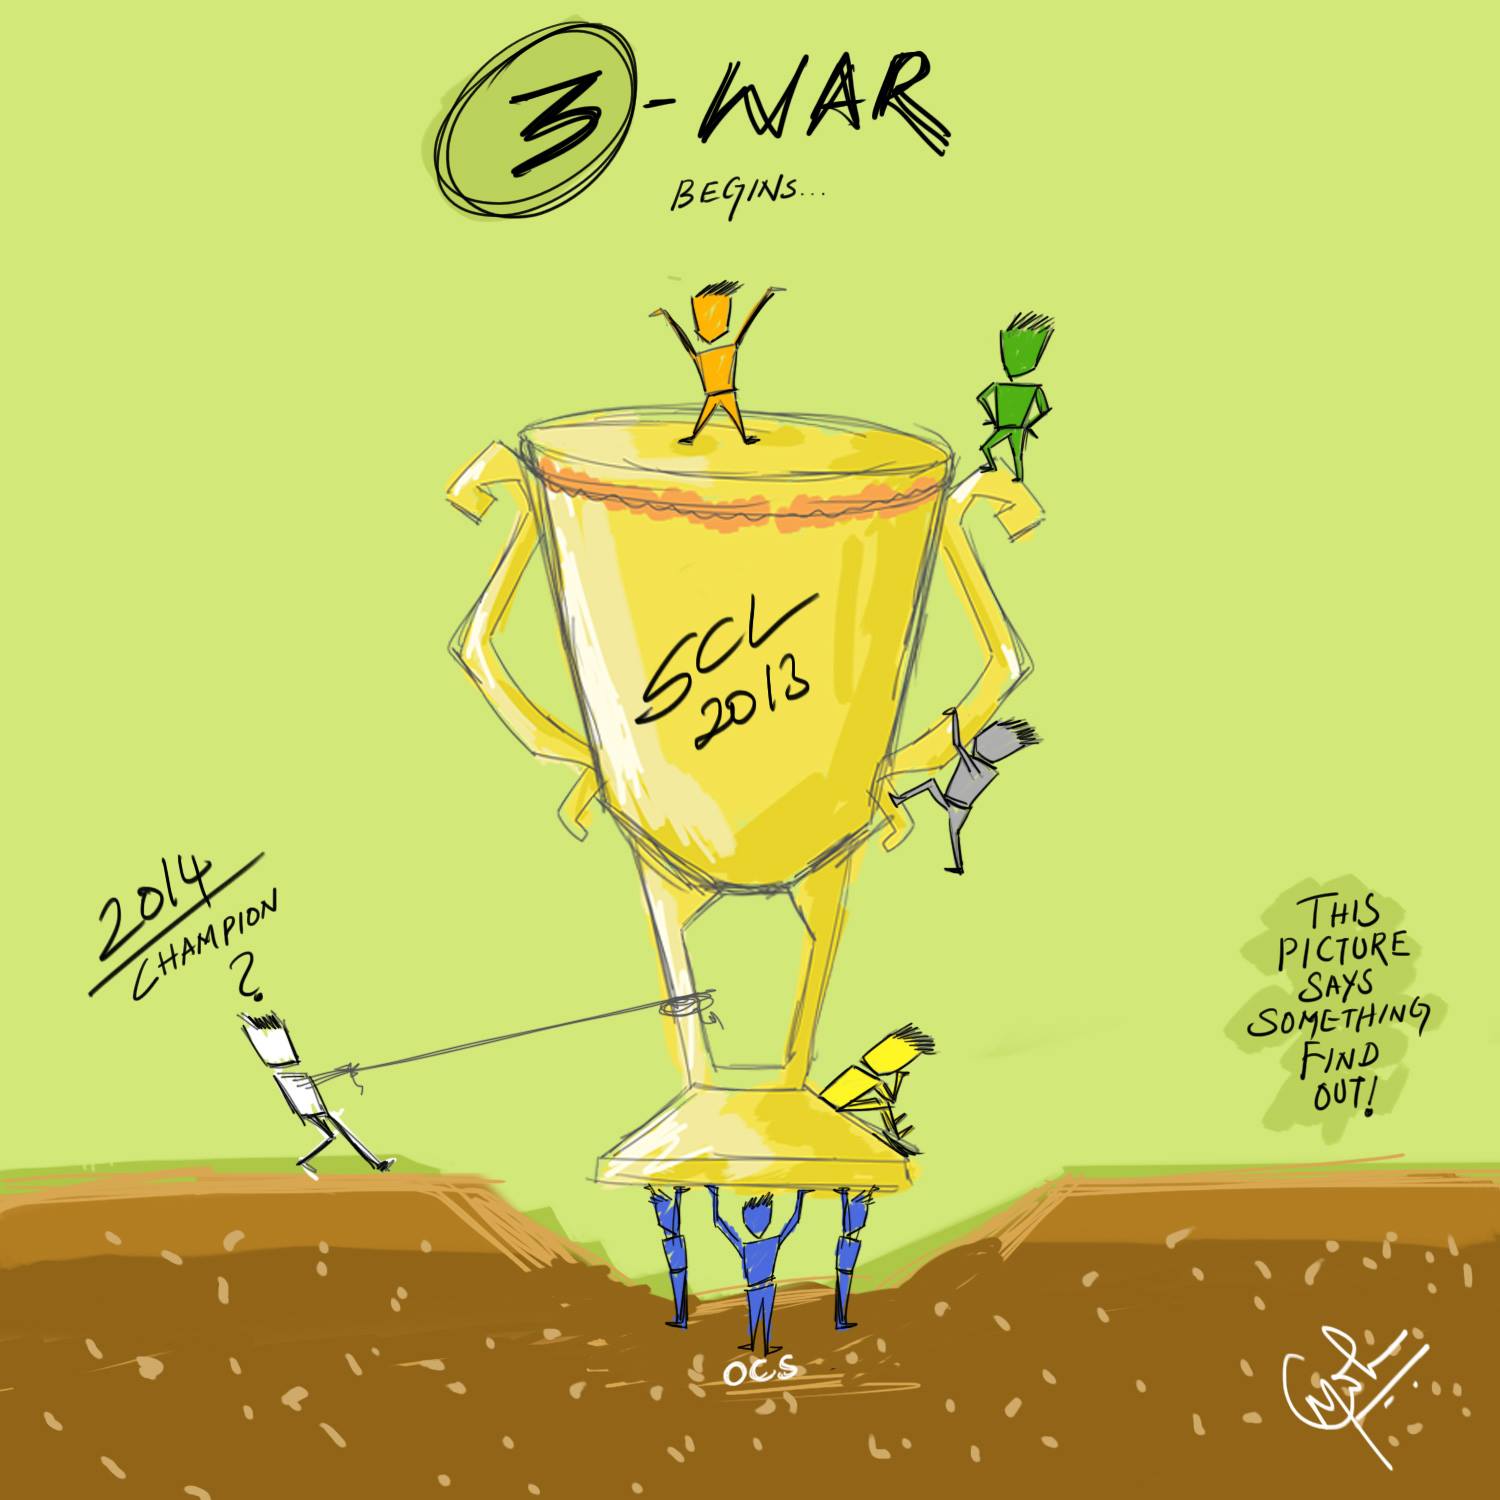 3-WAR
BEGINS...
SCL
2013
2014
CHAMPION
?
THIS
PICTURE
SAYS
SOMETHING
FIND
OUT!
OCS